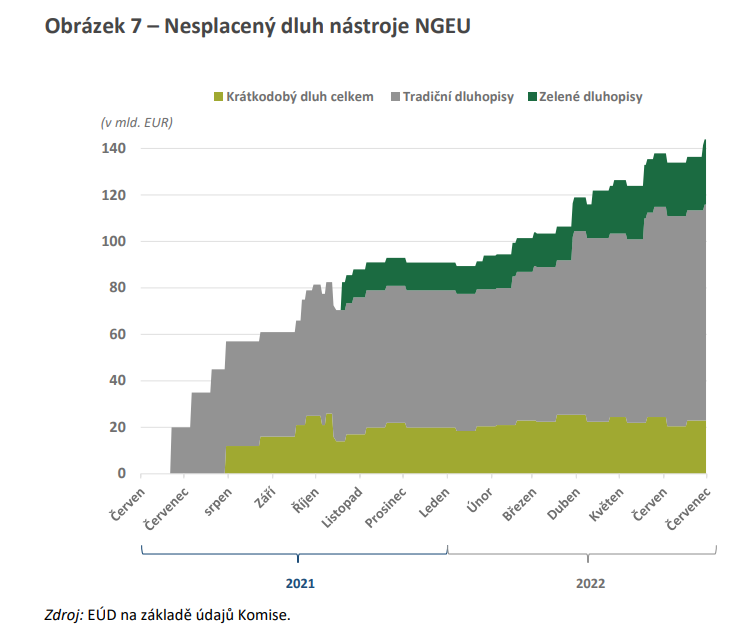 Obrázek 7 – Nesplacený dluh nástroje NGEU
Krátkodobý dluh celkem Tradiční dluhopisy Zelené dluhopisy
(v mld. EUR)
140
120
100
80
60
40
20
0
Červen
Červenec
srpen
Září
Říjen
Listopad
Prosinec
Leden
Únor
Březen
Duben
Květen
Červen
Červenec
2021 2022
Zdroj: EÚD na základě údajů Komise.